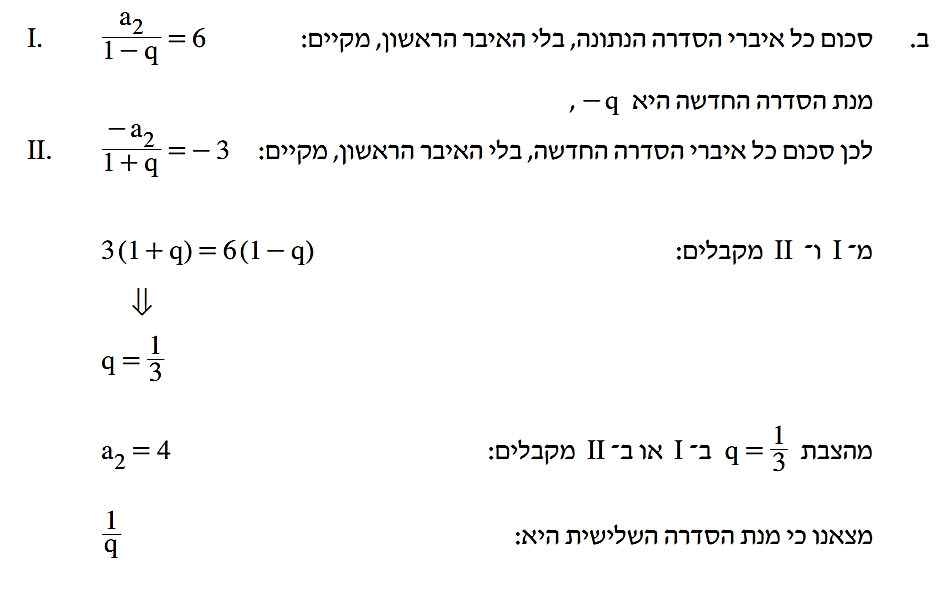 ב. סכום כל איברי הסדרה הנתונה, בלי האיבר הראשון, מקיים: I. a₂/(1 − q) = 6
מנת הסדרה החדשה היא −q ,
לכן סכום כל איברי הסדרה החדשה, בלי האיבר הראשון, מקיים: II. −a₂/(1 + q) = −3
מ־ I ו־ II מקבלים: 3(1 + q) = 6(1 − q)
⇓
q = 1/3
מהצבת q = 1/3 ב־ I או ב־ II מקבלים: a₂ = 4
מצאנו כי מנת הסדרה השלישית היא: 1/q